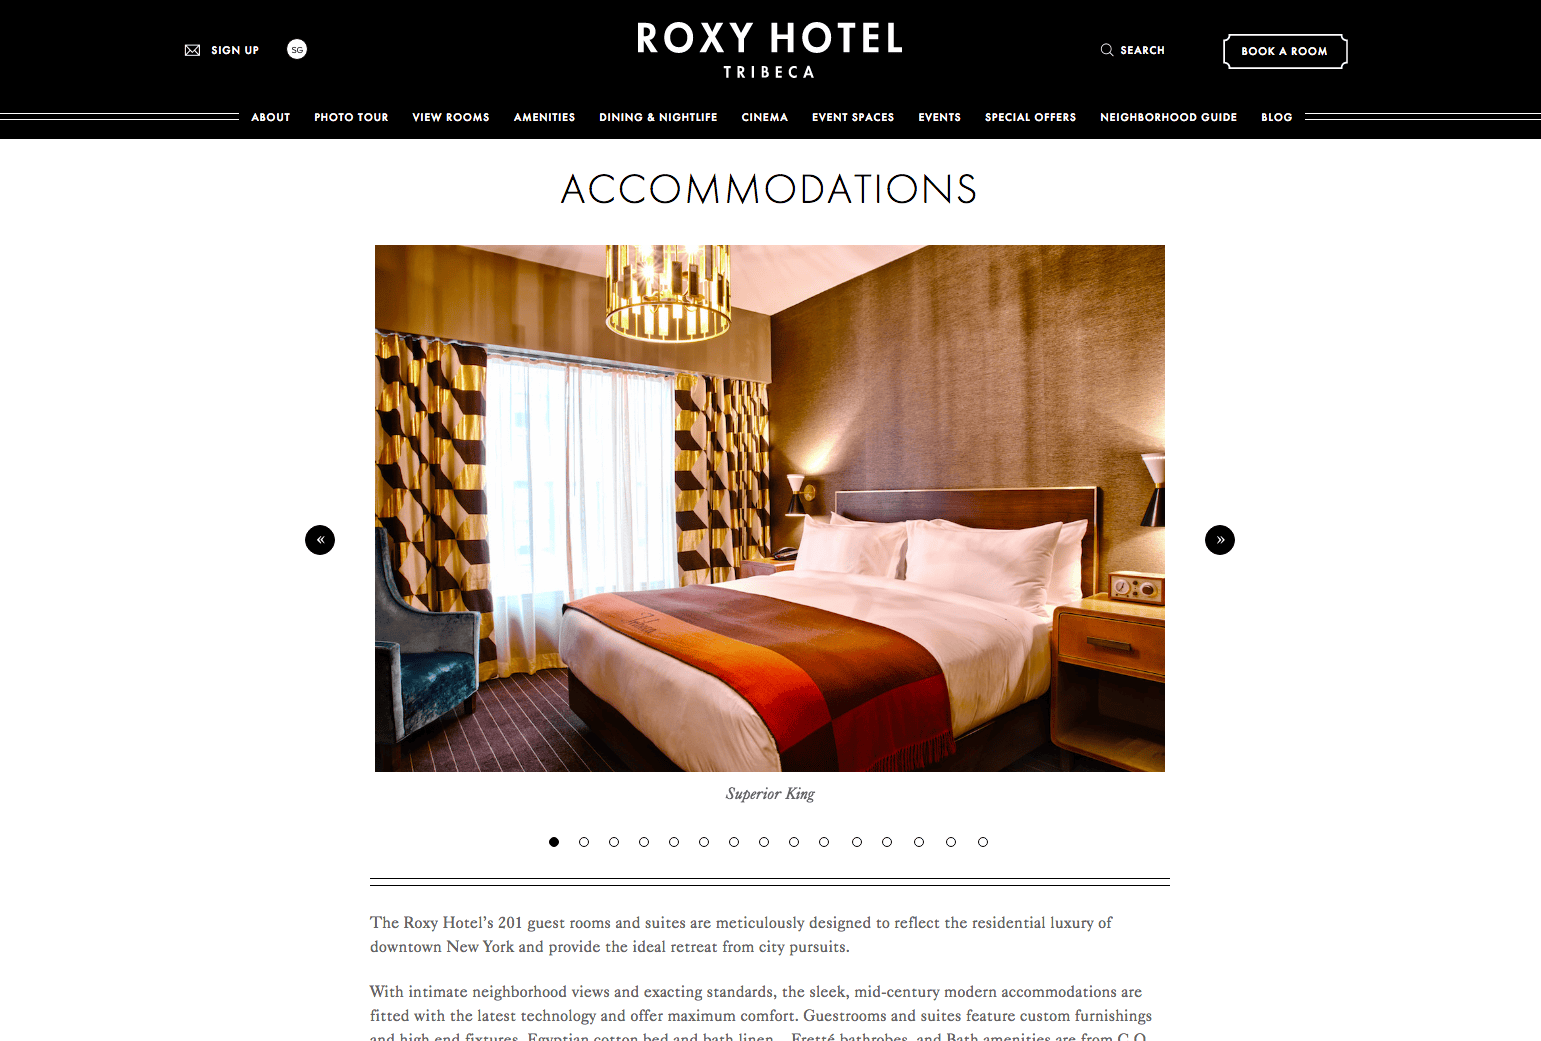 SIGN UP
SG
ROXY HOTEL
TRIBECA
SEARCH
BOOK A ROOM
ABOUT PHOTO TOUR VIEW ROOMS AMENITIES DINING & NIGHTLIFE CINEMA EVENT SPACES EVENTS SPECIAL OFFERS NEIGHBORHOOD GUIDE BLOG
ACCOMMODATIONS
«
»
Superior King
The Roxy Hotel’s 201 guest rooms and suites are meticulously designed to reflect the residential luxury of
downtown New York and provide the ideal retreat from city pursuits.
With intimate neighborhood views and exacting standards, the sleek, mid-century modern accommodations are
fitted with the latest technology and offer maximum comfort. Guestrooms and suites feature custom furnishings
and high end fixtures, Egyptian cotton bed and bath linen, Fretté bathrobes, and Bath amenities are from C.O.